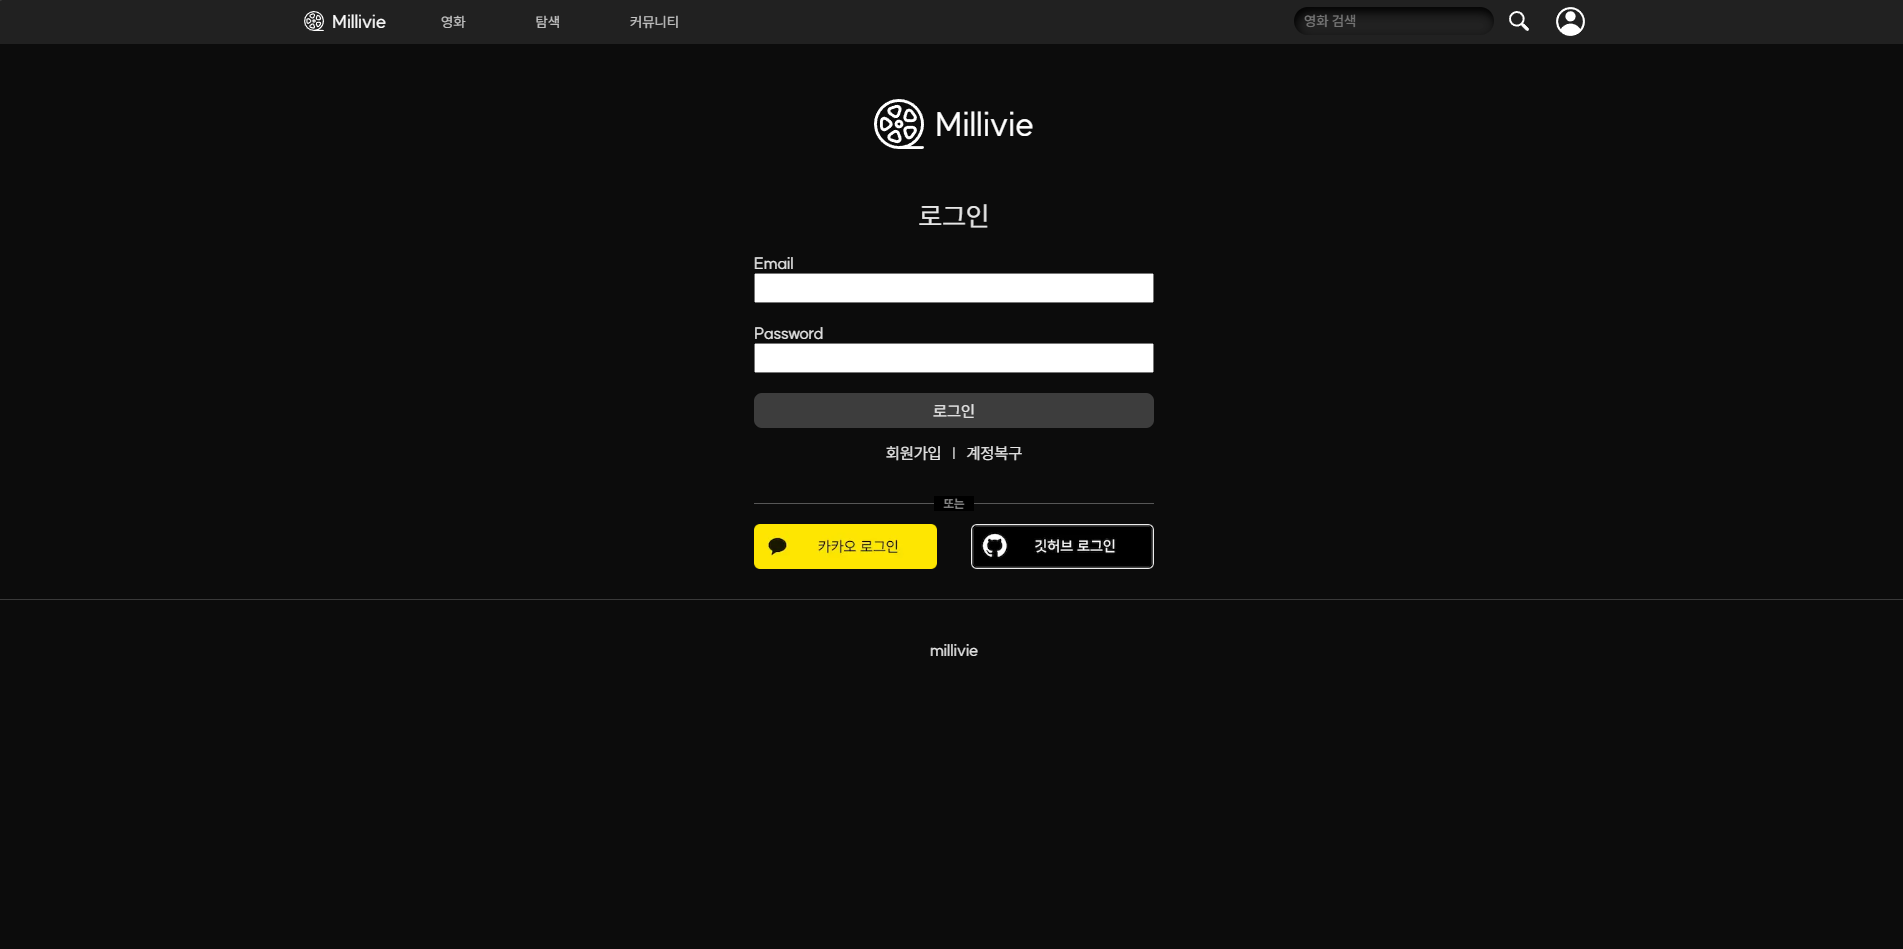 Millivie 영화 탐색 커뮤니티 영화 검색
Millivie
로그인
Email
Password
로그인
회원가입 | 계정복구
또는
카카오 로그인 깃허브 로그인
millivie